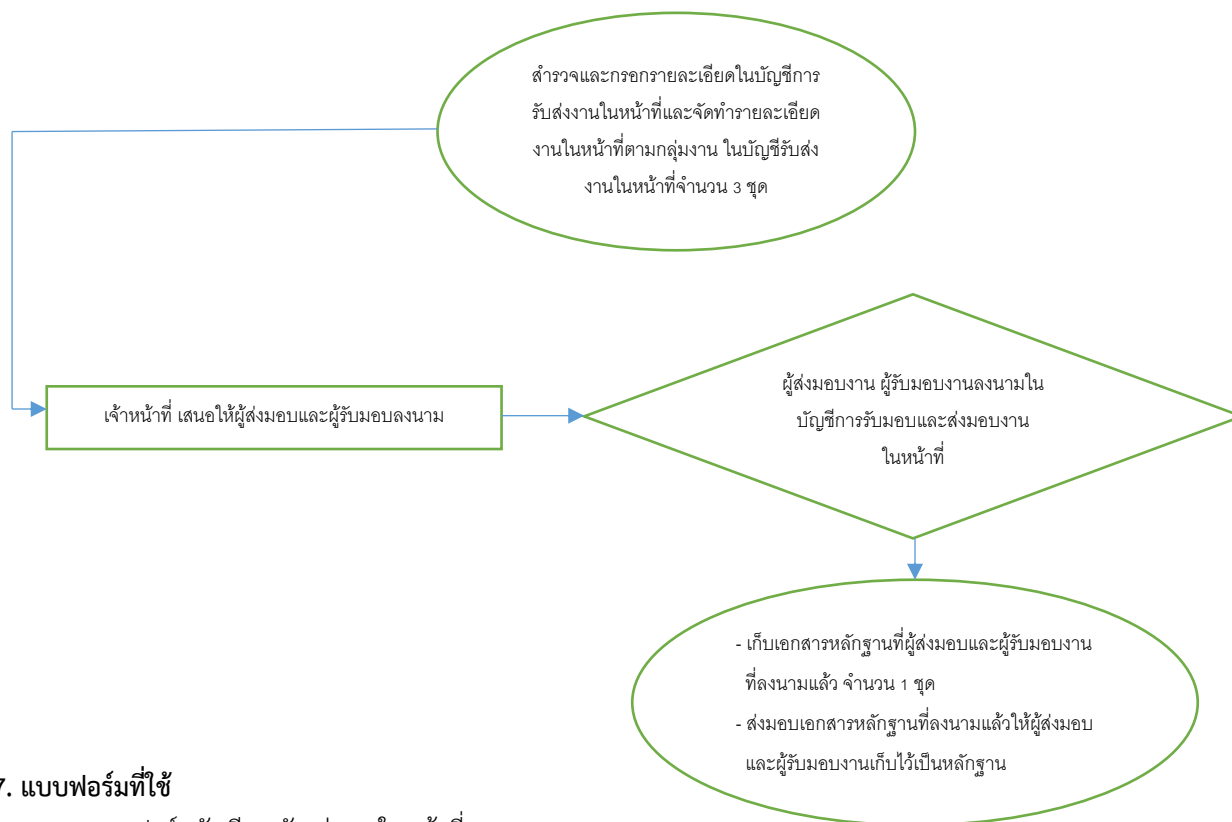 สำรวจและกรอกรายละเอียดในบัญชีการ
รับส่งงานในหน้าที่และจัดทำรายละเอียด
งานในหน้าที่ตามกลุ่มงาน ในบัญชีรับส่ง
งานในหน้าที่จำนวน 3 ชุด
เจ้าหน้าที่ เสนอให้ผู้ส่งมอบและผู้รับมอบลงนาม
ผู้ส่งมอบงาน ผู้รับมอบงานลงนามใน
บัญชีการรับมอบและส่งมอบงาน
ในหน้าที่
- เก็บเอกสารหลักฐานที่ผู้ส่งมอบและผู้รับมอบงาน
ที่ลงนามแล้ว จำนวน 1 ชุด
- ส่งมอบเอกสารหลักฐานที่ลงนามแล้วให้ผู้ส่งมอบ
และผู้รับมอบงานเก็บไว้เป็นหลักฐาน
7. แบบฟอร์มที่ใช้